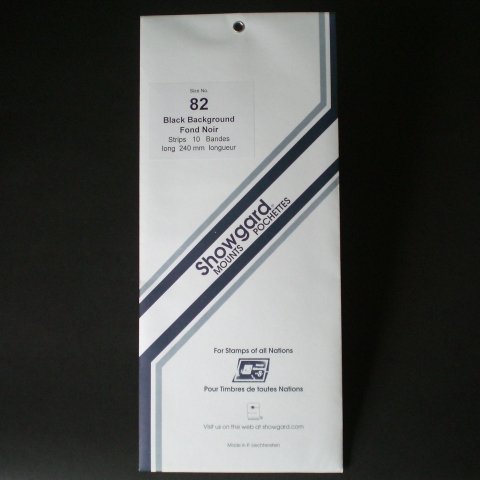 Size No.
82
Black Background
Fond Noir
Strips 10 Bandes
long 240 mm longueur
Showgard®
MOUNTS
POCHETTES
For Stamps of all Nations
Pour Timbres de toutes Nations
Visit us on the web at showgard.com
Made in F. Liechtenstein